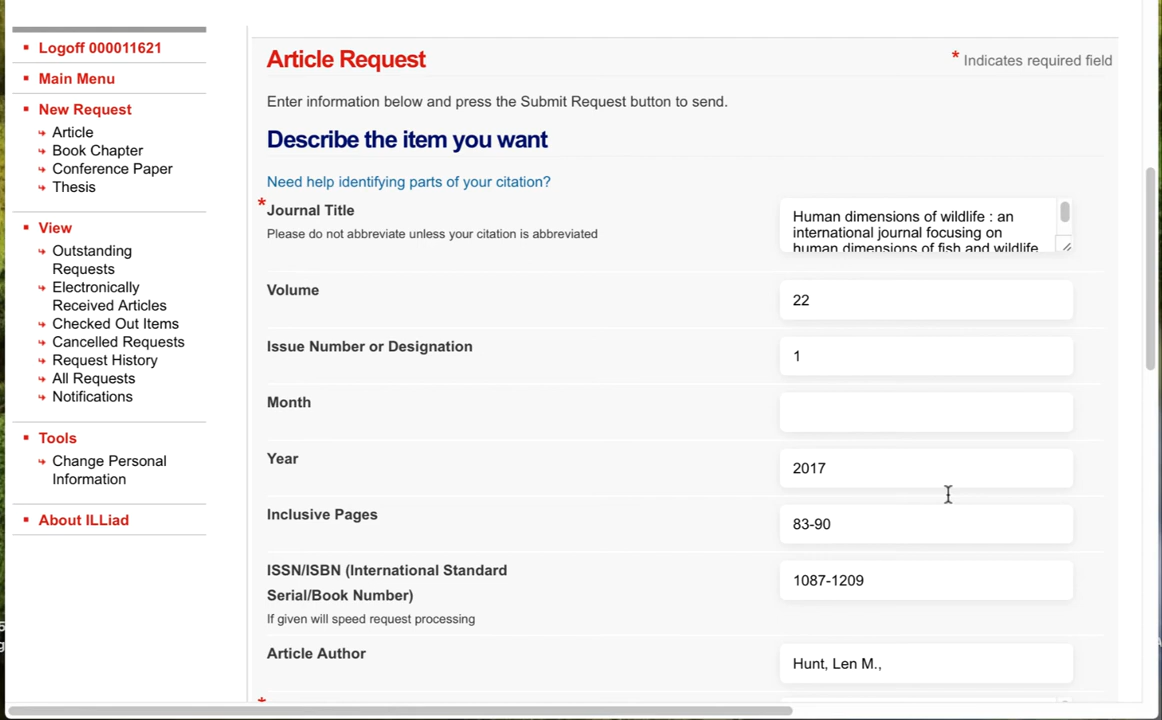 Logoff 000011621
Main Menu
New Request
Article
Book Chapter
Conference Paper
Thesis
View
Outstanding
Requests
Electronically
Received Articles
Checked Out Items
Cancelled Requests
Request History
All Requests
Notifications
Tools
Change Personal
Information
About ILLiad
Article Request
* Indicates required field
Enter information below and press the Submit Request button to send.
Describe the item you want
Need help identifying parts of your citation?
* Journal Title
Please do not abbreviate unless your citation is abbreviated
Human dimensions of wildlife : an
international journal focusing on
human dimensions of fish and wildlife
Volume
22
Issue Number or Designation
1
Month
Year
2017
Inclusive Pages
83-90
ISSN/ISBN (International Standard
Serial/Book Number)
If given will speed request processing
1087-1209
Article Author
Hunt, Len M.,
*